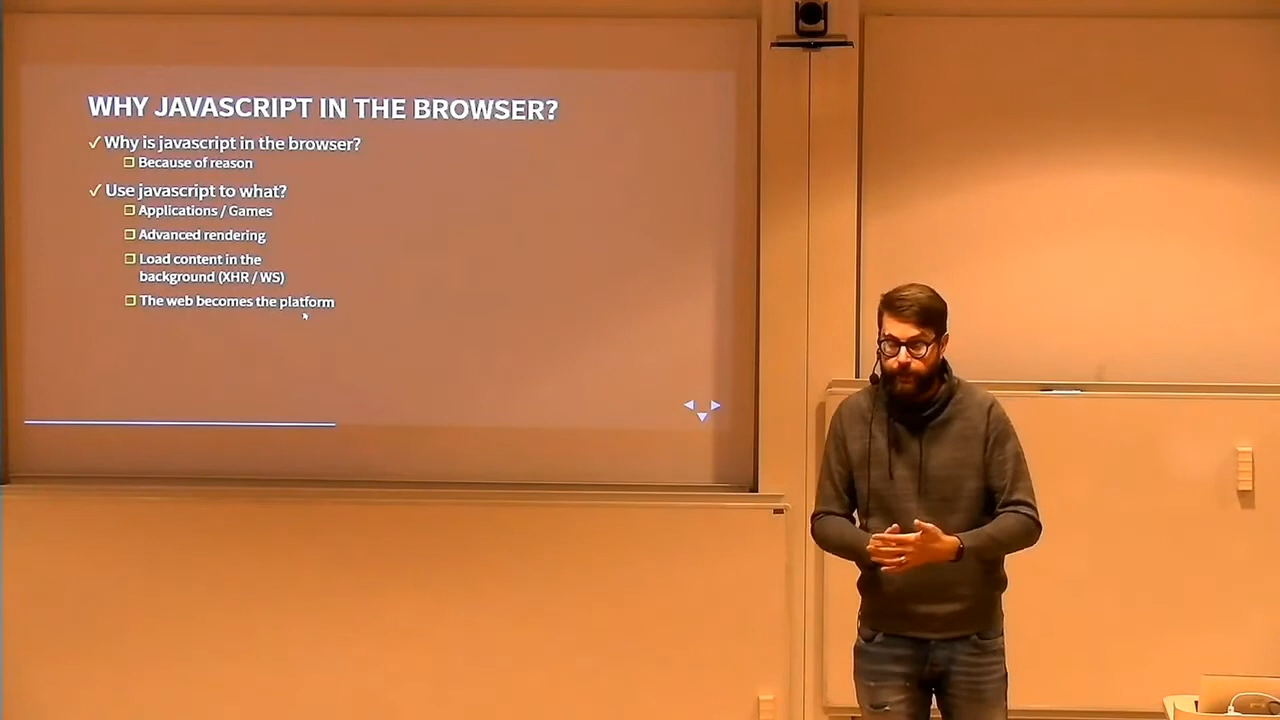 WHY JAVASCRIPT IN THE BROWSER?
Why is javascript in the browser?
Because of reason
Use javascript to what?
Applications / Games
Advanced rendering
Load content in the
background (XHR / WS)
The web becomes the platform